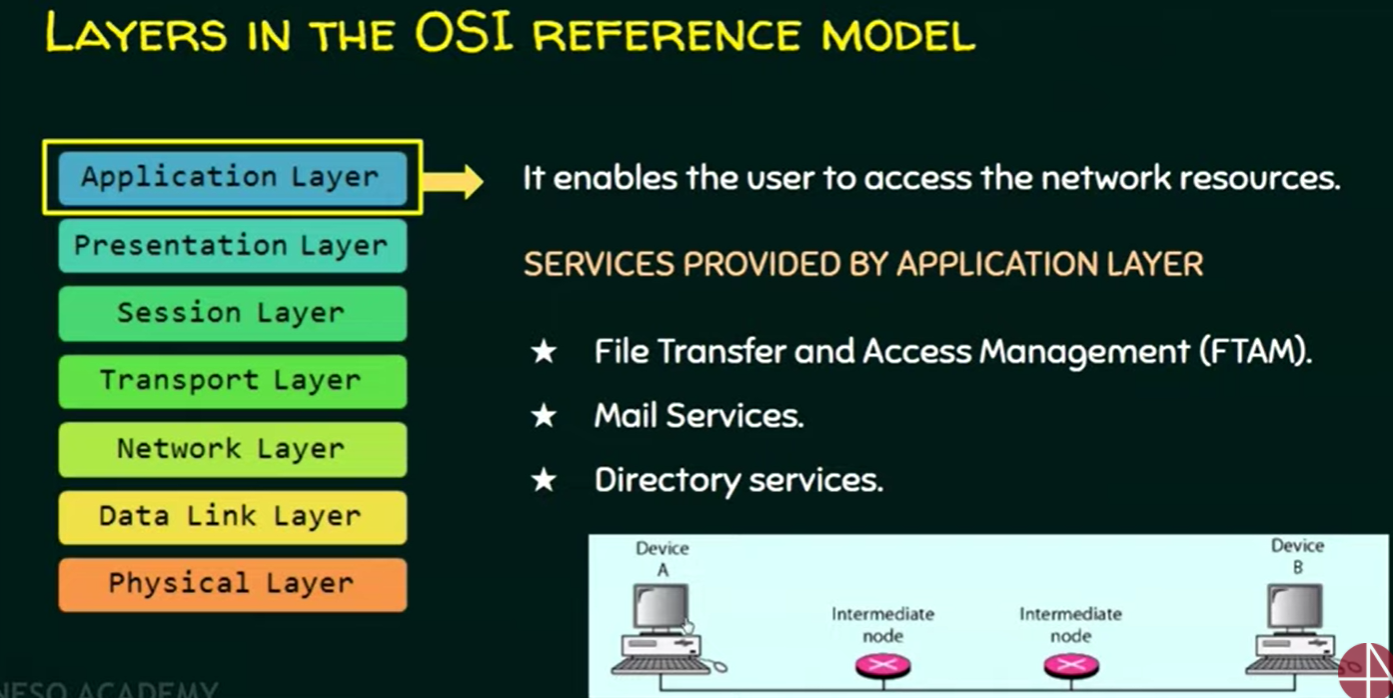 LAYERS IN THE OSI REFERENCE MODEL
Application Layer
It enables the user to access the network resources.
Presentation Layer
SERVICES PROVIDED BY APPLICATION LAYER
Session Layer
★ File Transfer and Access Management (FTAM).
Transport Layer
★ Mail Services.
Network Layer
★ Directory services.
Data Link Layer
Physical Layer
Device
A
Device
B
Intermediate
node
Intermediate
node
NESO ACADEMY